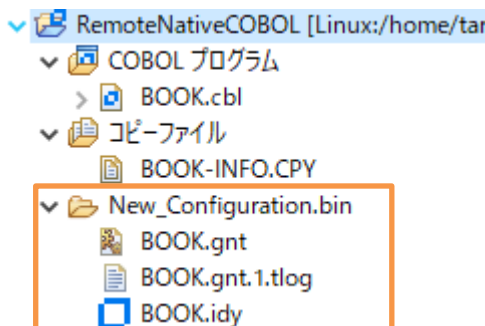 RemoteNativeCOBOL [Linux:/home/tar
COBOL プログラム
BOOK.cbl
コピーファイル
BOOK-INFO.CPY
New_Configuration.bin
BOOK.gnt
BOOK.gnt.1.tlog
BOOK.idy